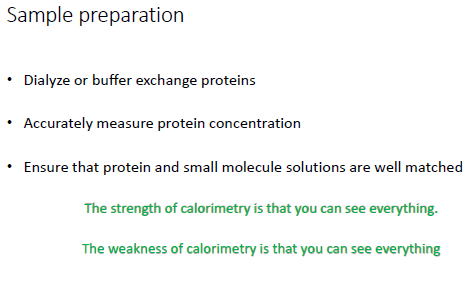 Sample preparation
• Dialyze or buffer exchange proteins
• Accurately measure protein concentration
• Ensure that protein and small molecule solutions are well matched
The strength of calorimetry is that you can see everything.
The weakness of calorimetry is that you can see everything